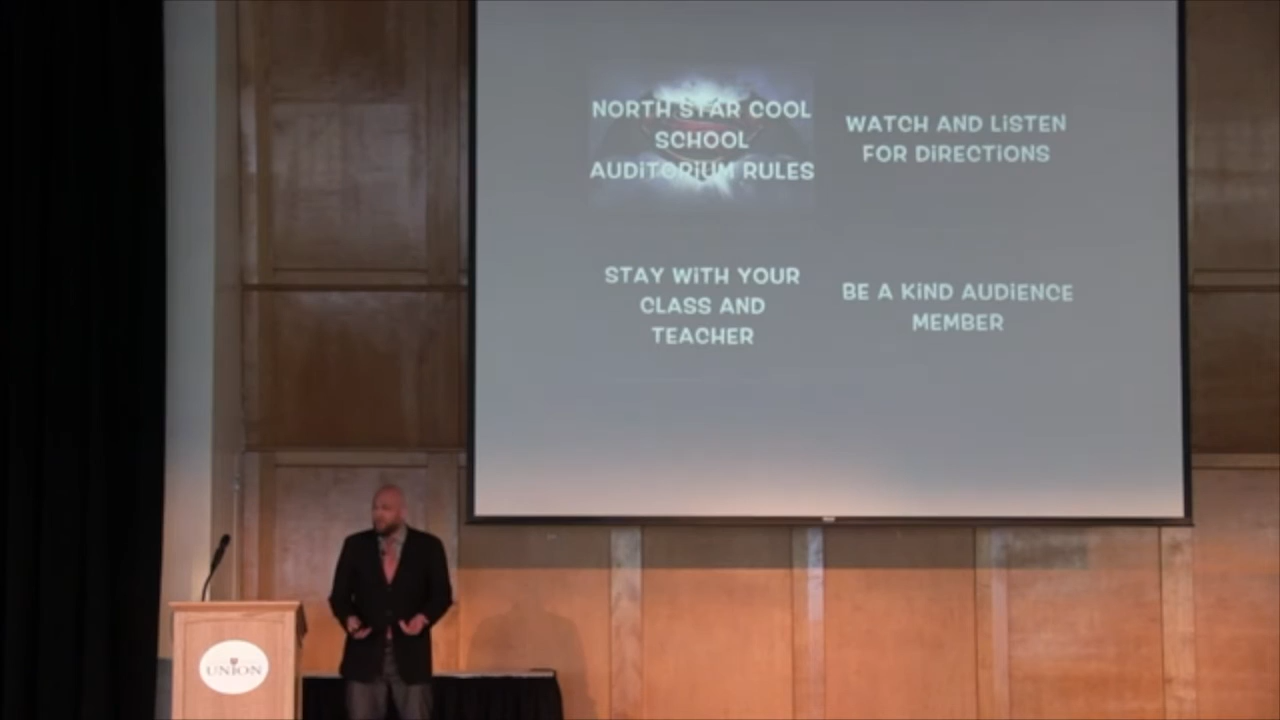 NORTH STAR COOL
SCHOOL
AUDITORIUM RULES
WATCH AND LISTEN
FOR DIRECTIONS
STAY WITH YOUR
CLASS AND
TEACHER
BE A KIND AUDIENCE
MEMBER
UNION